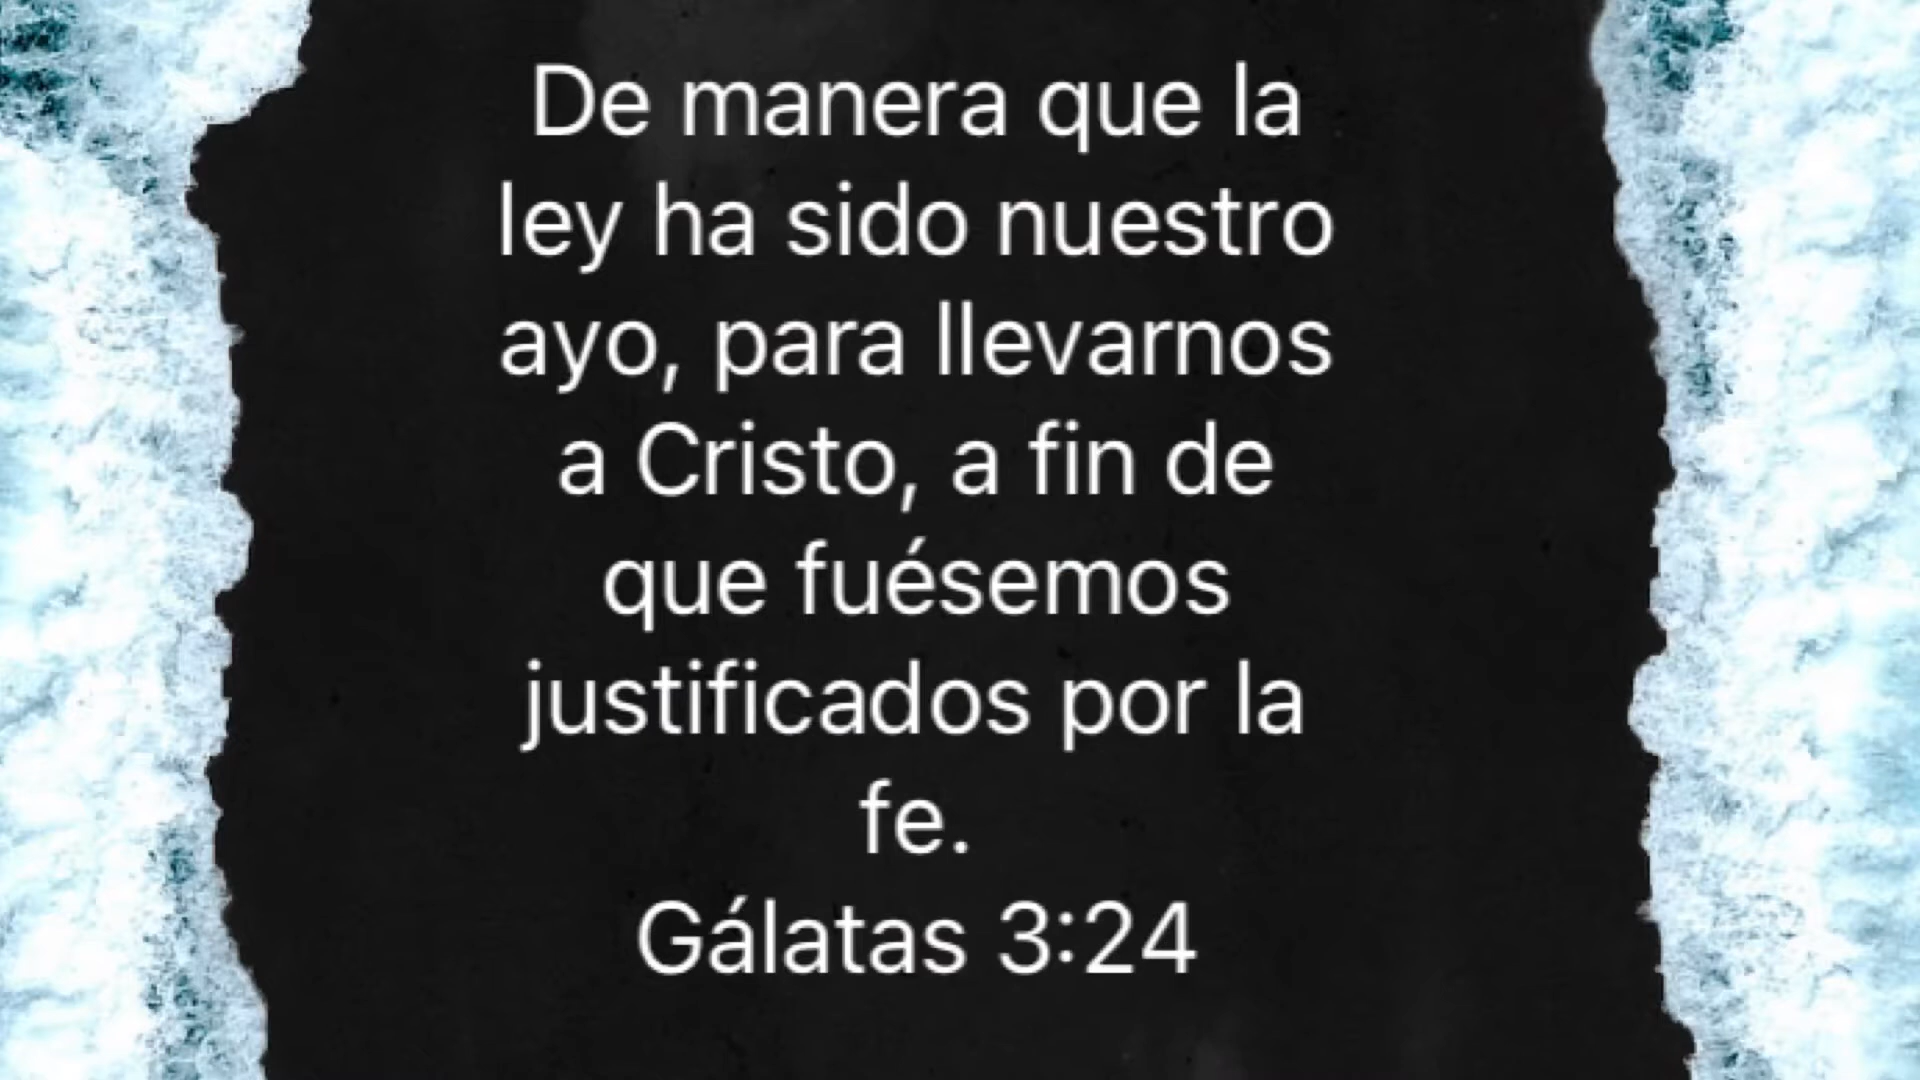 De manera que la
ley ha sido nuestro
ayo, para llevarnos
a Cristo, a fin de
que fuésemos
justificados por la
fe.
Gálatas 3:24